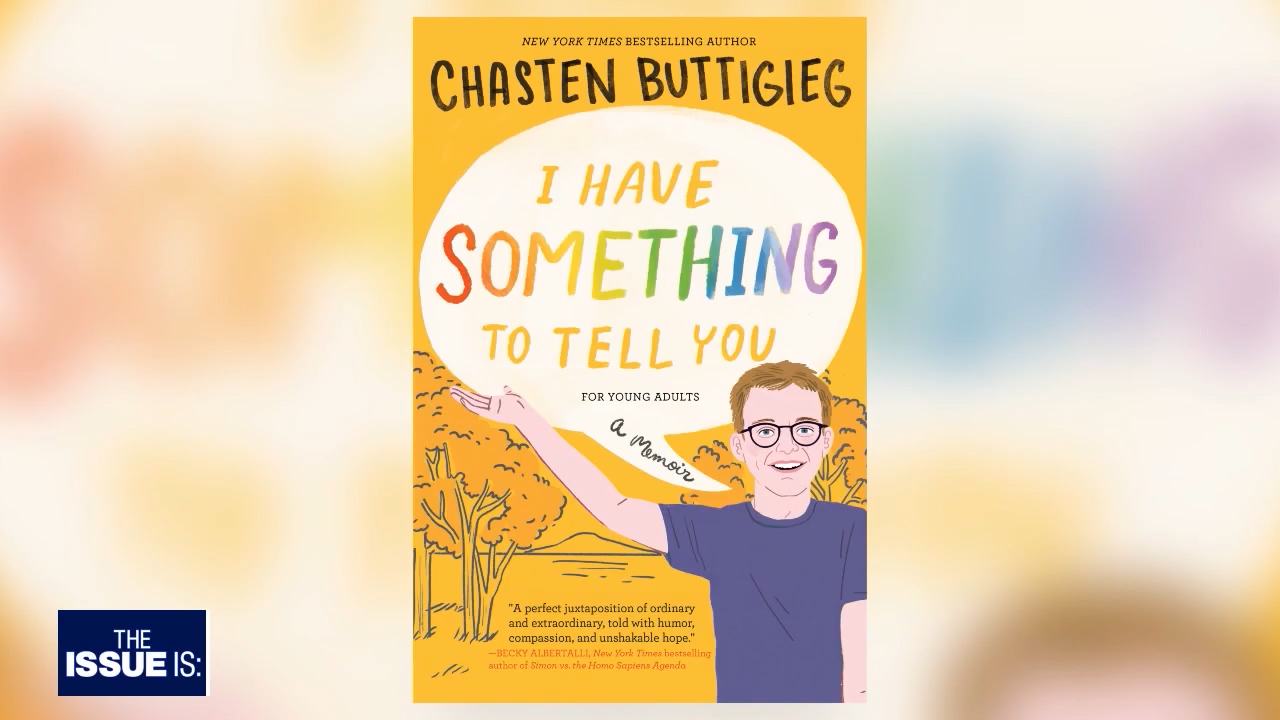 NEW YORK TIMES BESTSELLING AUTHOR
CHASTEN BUTTIGIEG
I HAVE
SOMETHING
TO TELL YOU
FOR YOUNG ADULTS
a Memoir
"A perfect juxtaposition of ordinary
and extraordinary, told with humor,
compassion, and unshakable hope."
—BECKY ALBERTALLI, New York Times bestselling
author of Simon vs. the Homo Sapiens Agenda
THE
ISSUE IS: